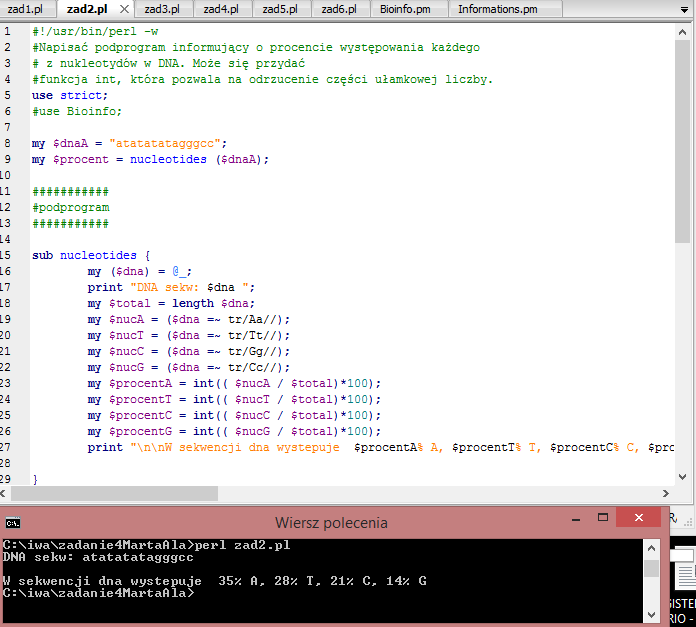 zad1.pl zad2.pl zad3.pl zad4.pl zad5.pl zad6.pl Bioinfo.pm Informations.pm
1 #!/usr/bin/perl -w
2 #Napisać podprogram informujący o procencie występowania każdego
3 # z nukleotydów w DNA. Może się przydać
4 #funkcja int, która pozwala na odrzucenie części ułamkowej liczby.
5 use strict;
6 #use Bioinfo;
7
8 my $dnaA = "atatatatagggcc";
9 my $procent = nucleotides ($dnaA);
10
11 ###########
12 #podprogram
13 ###########
14
15 sub nucleotides {
16 my ($dna) = @_;
17 print "DNA sekw: $dna ";
18 my $total = length $dna;
19 my $nucA = ($dna =~ tr/Aa//);
20 my $nucT = ($dna =~ tr/Tt//);
21 my $nucC = ($dna =~ tr/Gg//);
22 my $nucG = ($dna =~ tr/Cc//);
23 my $procentA = int(( $nucA / $total)*100);
24 my $procentT = int(( $nucT / $total)*100);
25 my $procentC = int(( $nucC / $total)*100);
26 my $procentG = int(( $nucG / $total)*100);
27 print "\n\nW sekwencji dna wystepuje  $procentA% A, $procentT% T, $procentC% C, $pro
28
29 }
Wiersz polecenia
C:\iwa\zadanie4MartaAla>perl zad2.pl
DNA sekw: atatatatagggcc
W sekwencji dna wystepuje  35% A, 28% T, 21% C, 14% G
C:\iwa\zadanie4MartaAla>